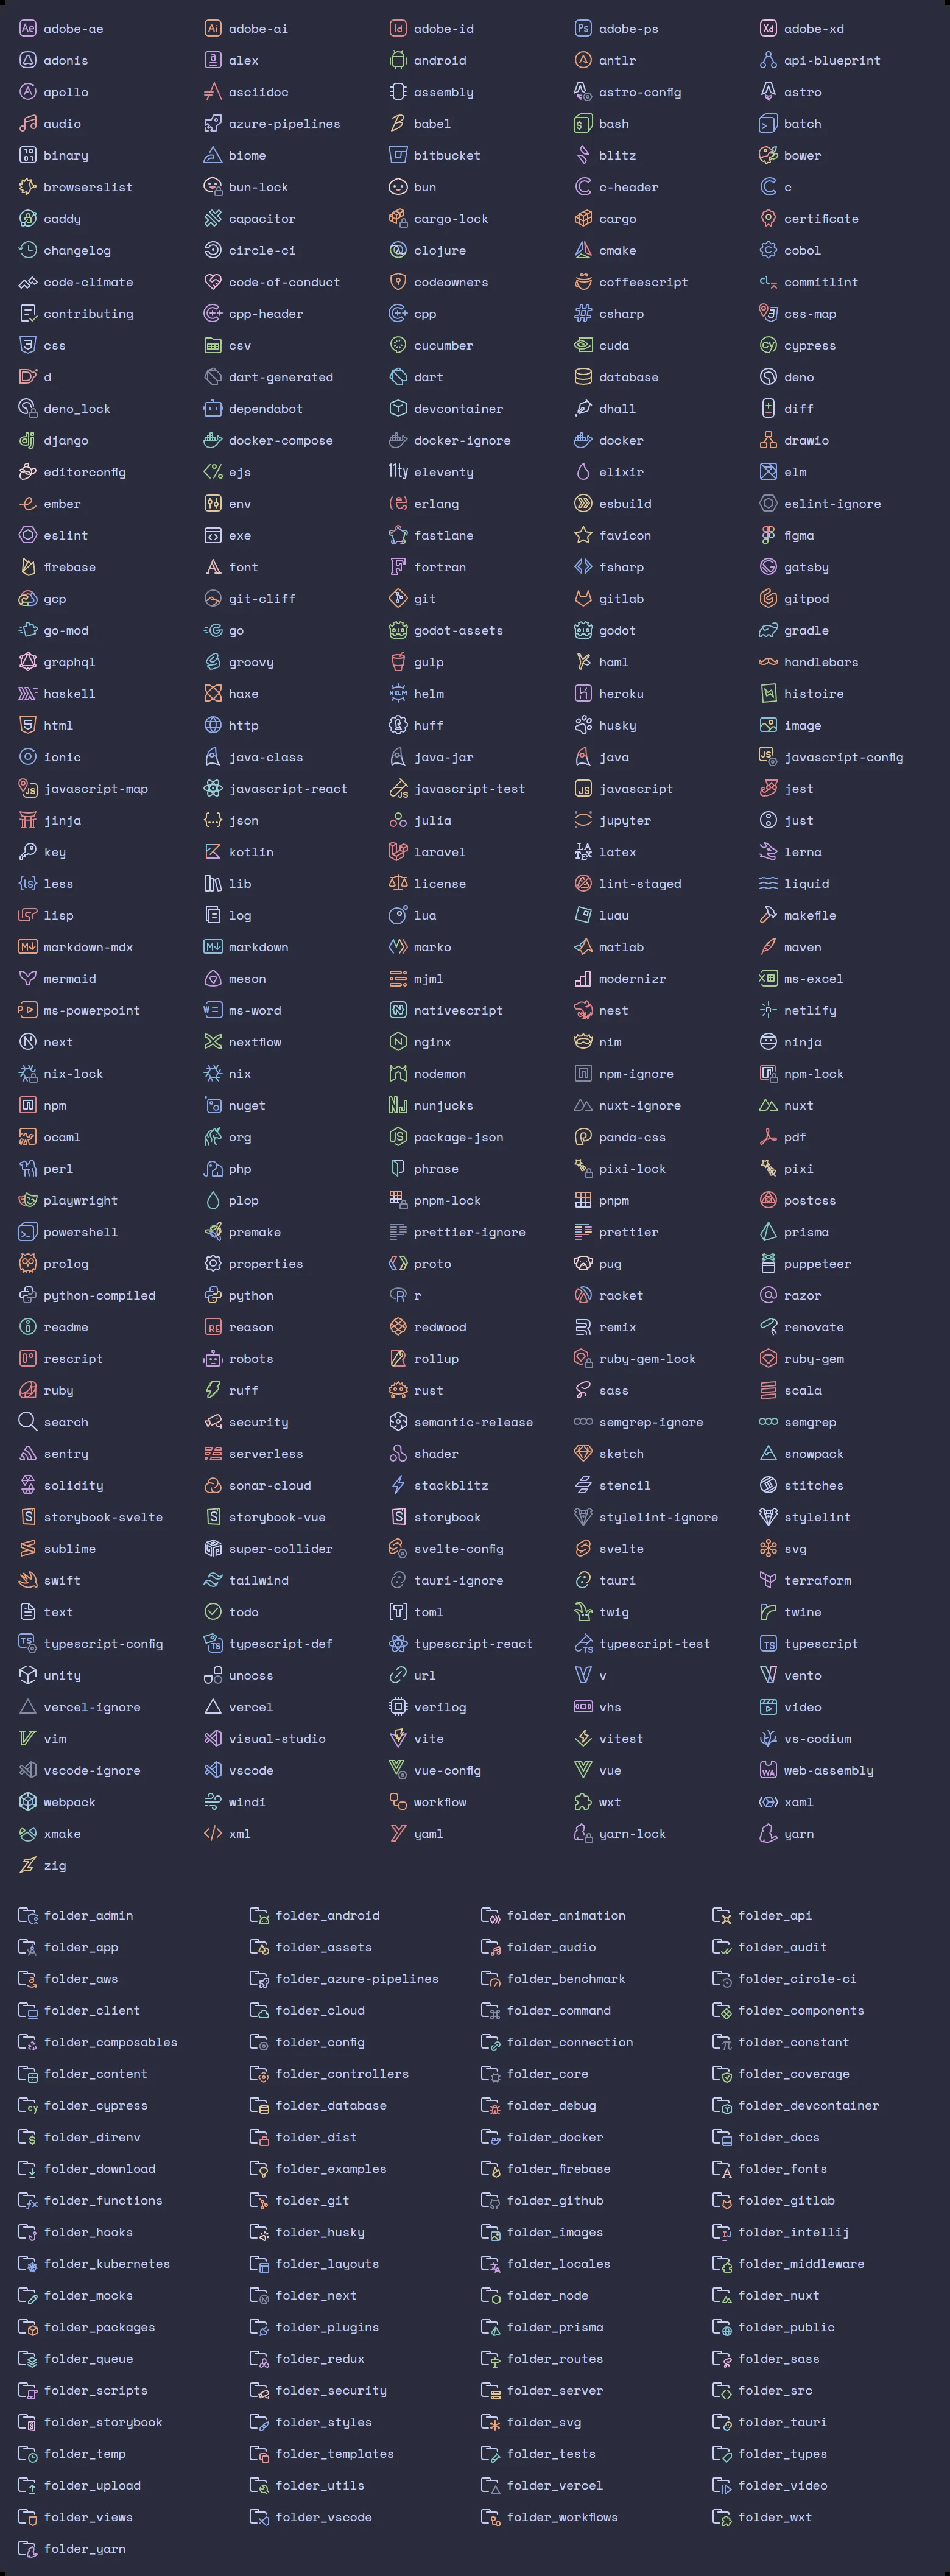 adobe-ae adobe-ai adobe-id adobe-ps adobe-xd
adonis alex android antlr api-blueprint
apollo asciidoc assembly astro-config astro
audio azure-pipelines babel bash batch
binary biome bitbucket blitz bower
browserslist bun-lock bun c-header c
caddy capacitor cargo-lock cargo certificate
changelog circle-ci clojure cmake cobol
code-climate code-of-conduct codeowners coffeescript commitlint
contributing cpp-header cpp csharp css-map
css csv cucumber cuda cypress
d dart-generated dart database deno
deno_lock dependabot devcontainer dhall diff
django docker-compose docker-ignore docker drawio
editorconfig ejs eleventy elixir elm
ember env erlang esbuild eslint-ignore
eslint exe fastlane favicon figma
firebase font fortran fsharp gatsby
gcp git-cliff git gitlab gitpod
go-mod go godot-assets godot gradle
graphql groovy gulp haml handlebars
haskell haxe helm heroku histoire
html http huff husky image
ionic java-class java-jar java javascript-config
javascript-map javascript-react javascript-test javascript jest
jinja json julia jupyter just
key kotlin laravel latex lerna
less lib license lint-staged liquid
lisp log lua luau makefile
markdown-mdx markdown marko matlab maven
mermaid meson mjml modernizr ms-excel
ms-powerpoint ms-word nativescript nest netlify
next nextflow nginx nim ninja
nix-lock nix nodemon npm-ignore npm-lock
npm nuget nunjucks nuxt-ignore nuxt
ocaml org package-json panda-css pdf
perl php phrase pixi-lock pixi
playwright plop pnpm-lock pnpm postcss
powershell premake prettier-ignore prettier prisma
prolog properties proto pug puppeteer
python-compiled python r racket razor
readme reason redwood remix renovate
rescript robots rollup ruby-gem-lock ruby-gem
ruby ruff rust sass scala
search security semantic-release semgrep-ignore semgrep
sentry serverless shader sketch snowpack
solidity sonar-cloud stackblitz stencil stitches
storybook-svelte storybook-vue storybook stylelint-ignore stylelint
sublime super-collider svelte-config svelte svg
swift tailwind tauri-ignore tauri terraform
text todo toml twig twine
typescript-config typescript-def typescript-react typescript-test typescript
unity unocss url v vento
vercel-ignore vercel verilog vhs video
vim visual-studio vite vitest vs-codium
vscode-ignore vscode vue-config vue web-assembly
webpack windi workflow wxt xaml
xmake xml yaml yarn-lock yarn
zig
folder_admin folder_android folder_animation folder_api
folder_app folder_assets folder_audio folder_audit
folder_aws folder_azure-pipelines folder_benchmark folder_circle-ci
folder_client folder_cloud folder_command folder_components
folder_composables folder_config folder_connection folder_constant
folder_content folder_controllers folder_core folder_coverage
folder_cypress folder_database folder_debug folder_devcontainer
folder_direnv folder_dist folder_docker folder_docs
folder_download folder_examples folder_firebase folder_fonts
folder_functions folder_git folder_github folder_gitlab
folder_hooks folder_husky folder_images folder_intellij
folder_kubernetes folder_layouts folder_locales folder_middleware
folder_mocks folder_next folder_node folder_nuxt
folder_packages folder_plugins folder_prisma folder_public
folder_queue folder_redux folder_routes folder_sass
folder_scripts folder_security folder_server folder_src
folder_storybook folder_styles folder_svg folder_tauri
folder_temp folder_templates folder_tests folder_types
folder_upload folder_utils folder_vercel folder_video
folder_views folder_vscode folder_workflows folder_wxt
folder_yarn